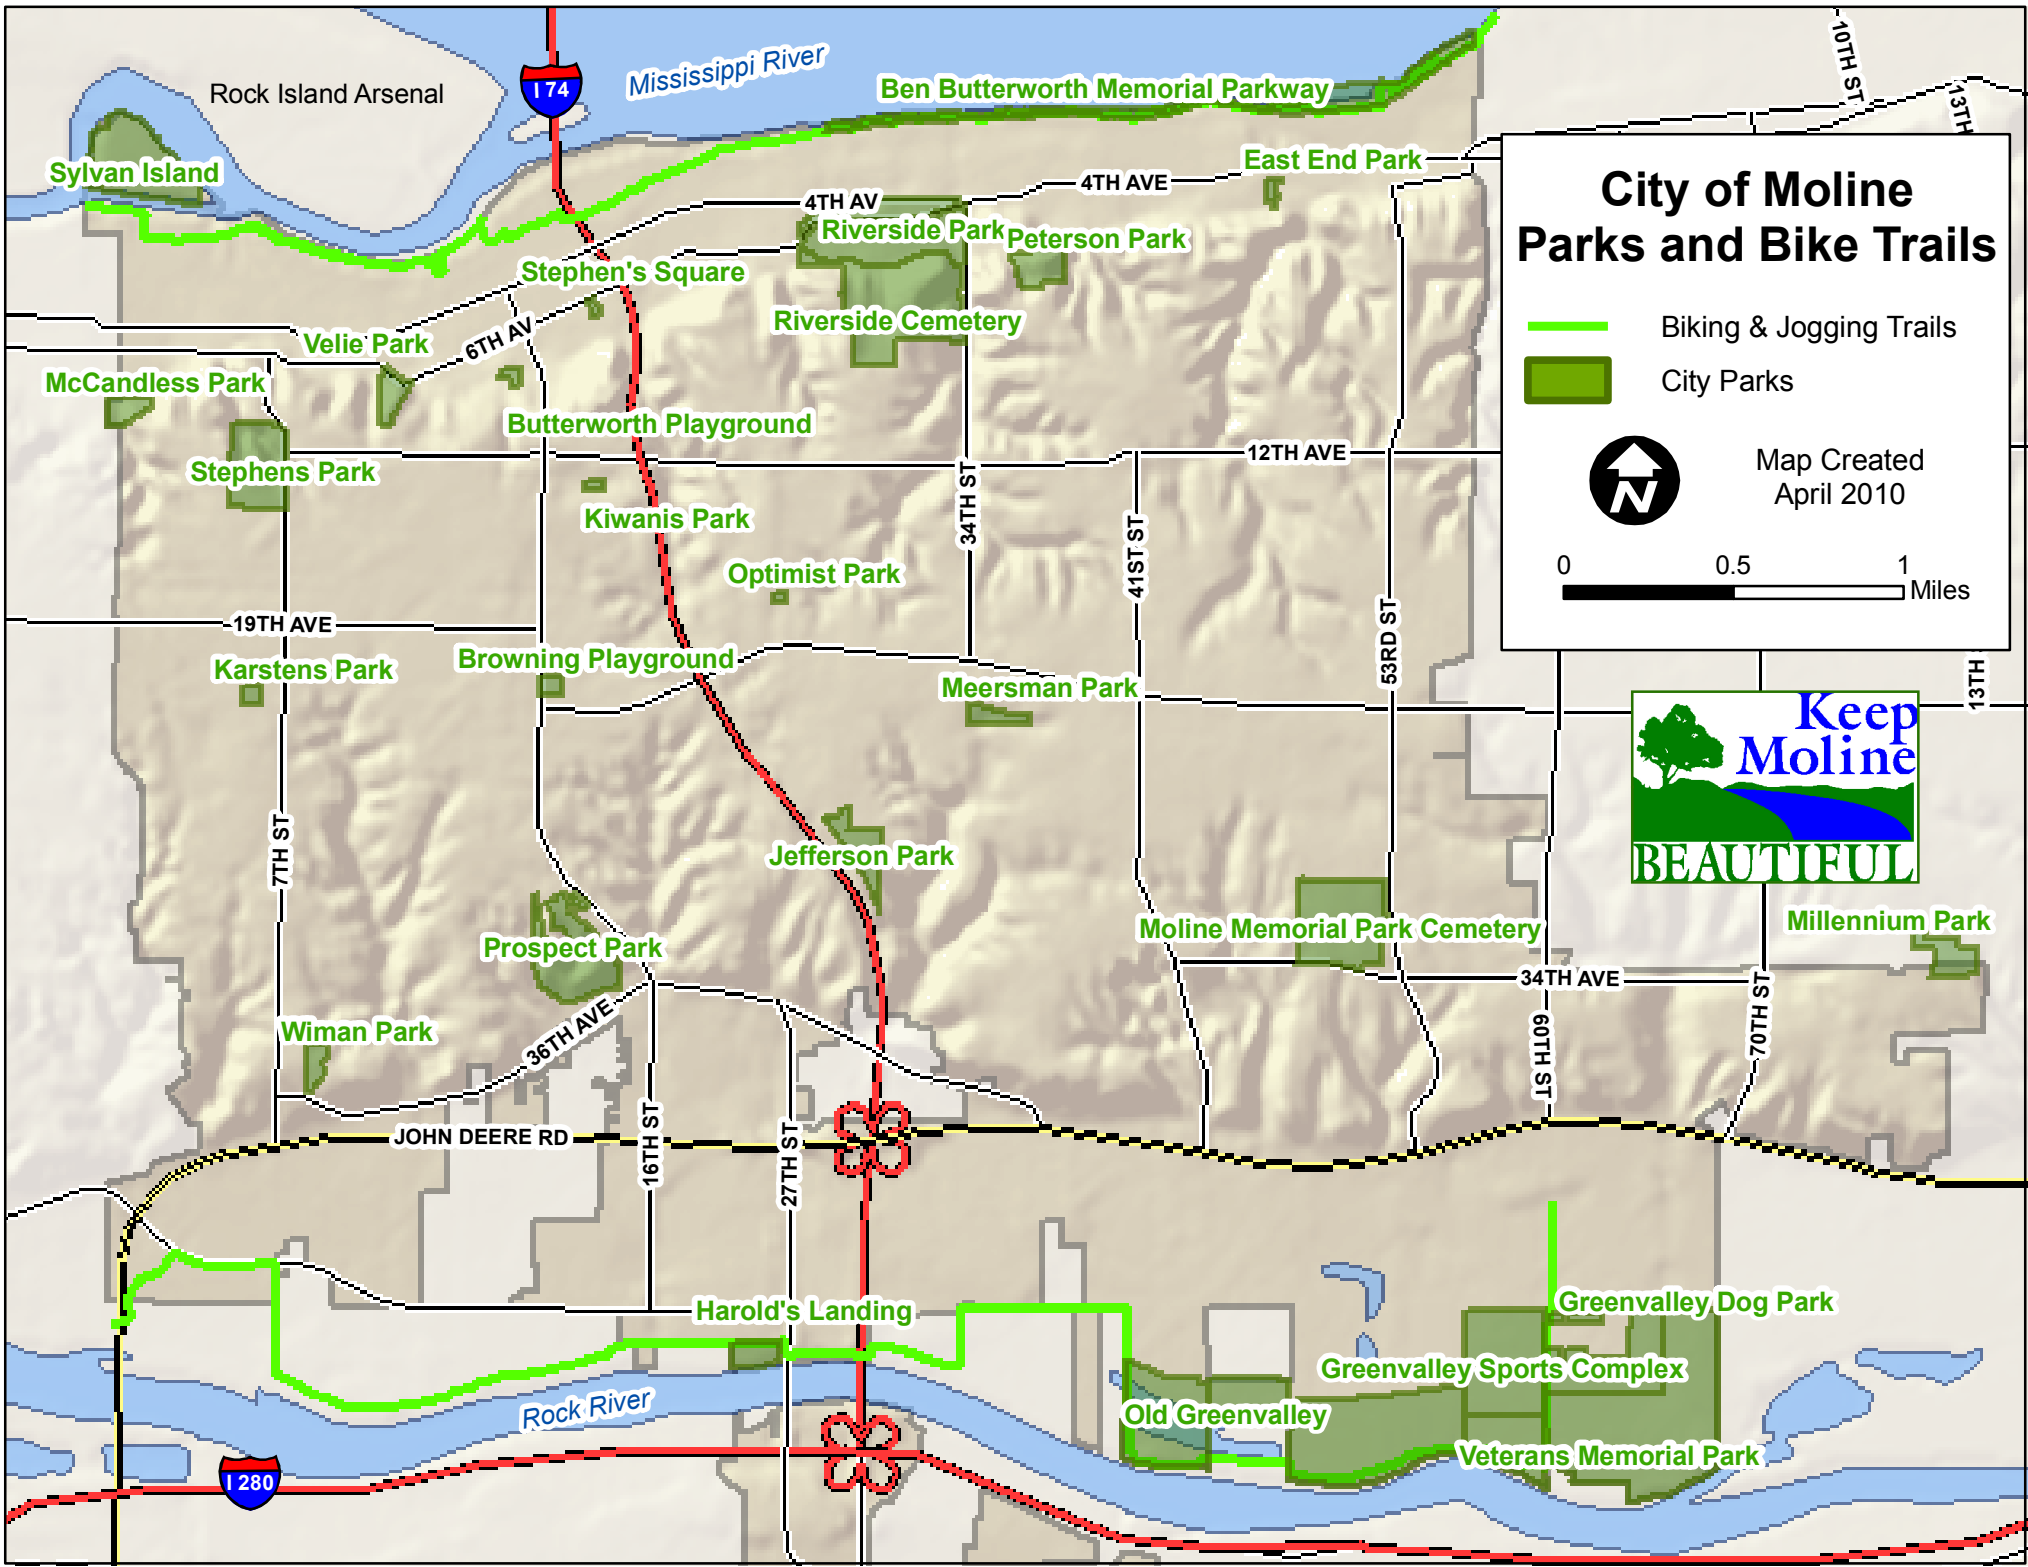 10TH ST
Mississippi River
I 74
Rock Island Arsenal
Ben Butterworth Memorial Parkway
13TH
Sylvan Island
East End Park
4TH AVE
4TH AV
City of Moline
Parks and Bike Trails
Riverside Park
Peterson Park
Stephen's Square
Riverside Cemetery
Biking & Jogging Trails
Velie Park
6TH AV
McCandless Park
City Parks
Butterworth Playground
12TH AVE
Stephens Park
Map Created
April 2010
N
Kiwanis Park
34TH ST
41ST ST
0 0.5 1
Miles
Optimist Park
19TH AVE
53RD ST
Browning Playground
Karstens Park
Meersman Park
13TH S
Keep
Moline
BEAUTIFUL
7TH ST
Jefferson Park
Moline Memorial Park Cemetery
Millennium Park
Prospect Park
34TH AVE
70TH ST
Wiman Park
36TH AVE
60TH ST
JOHN DEERE RD
16TH ST
27TH ST
Harold's Landing
Greenvalley Dog Park
Greenvalley Sports Complex
Rock River
Old Greenvalley
Veterans Memorial Park
I 280